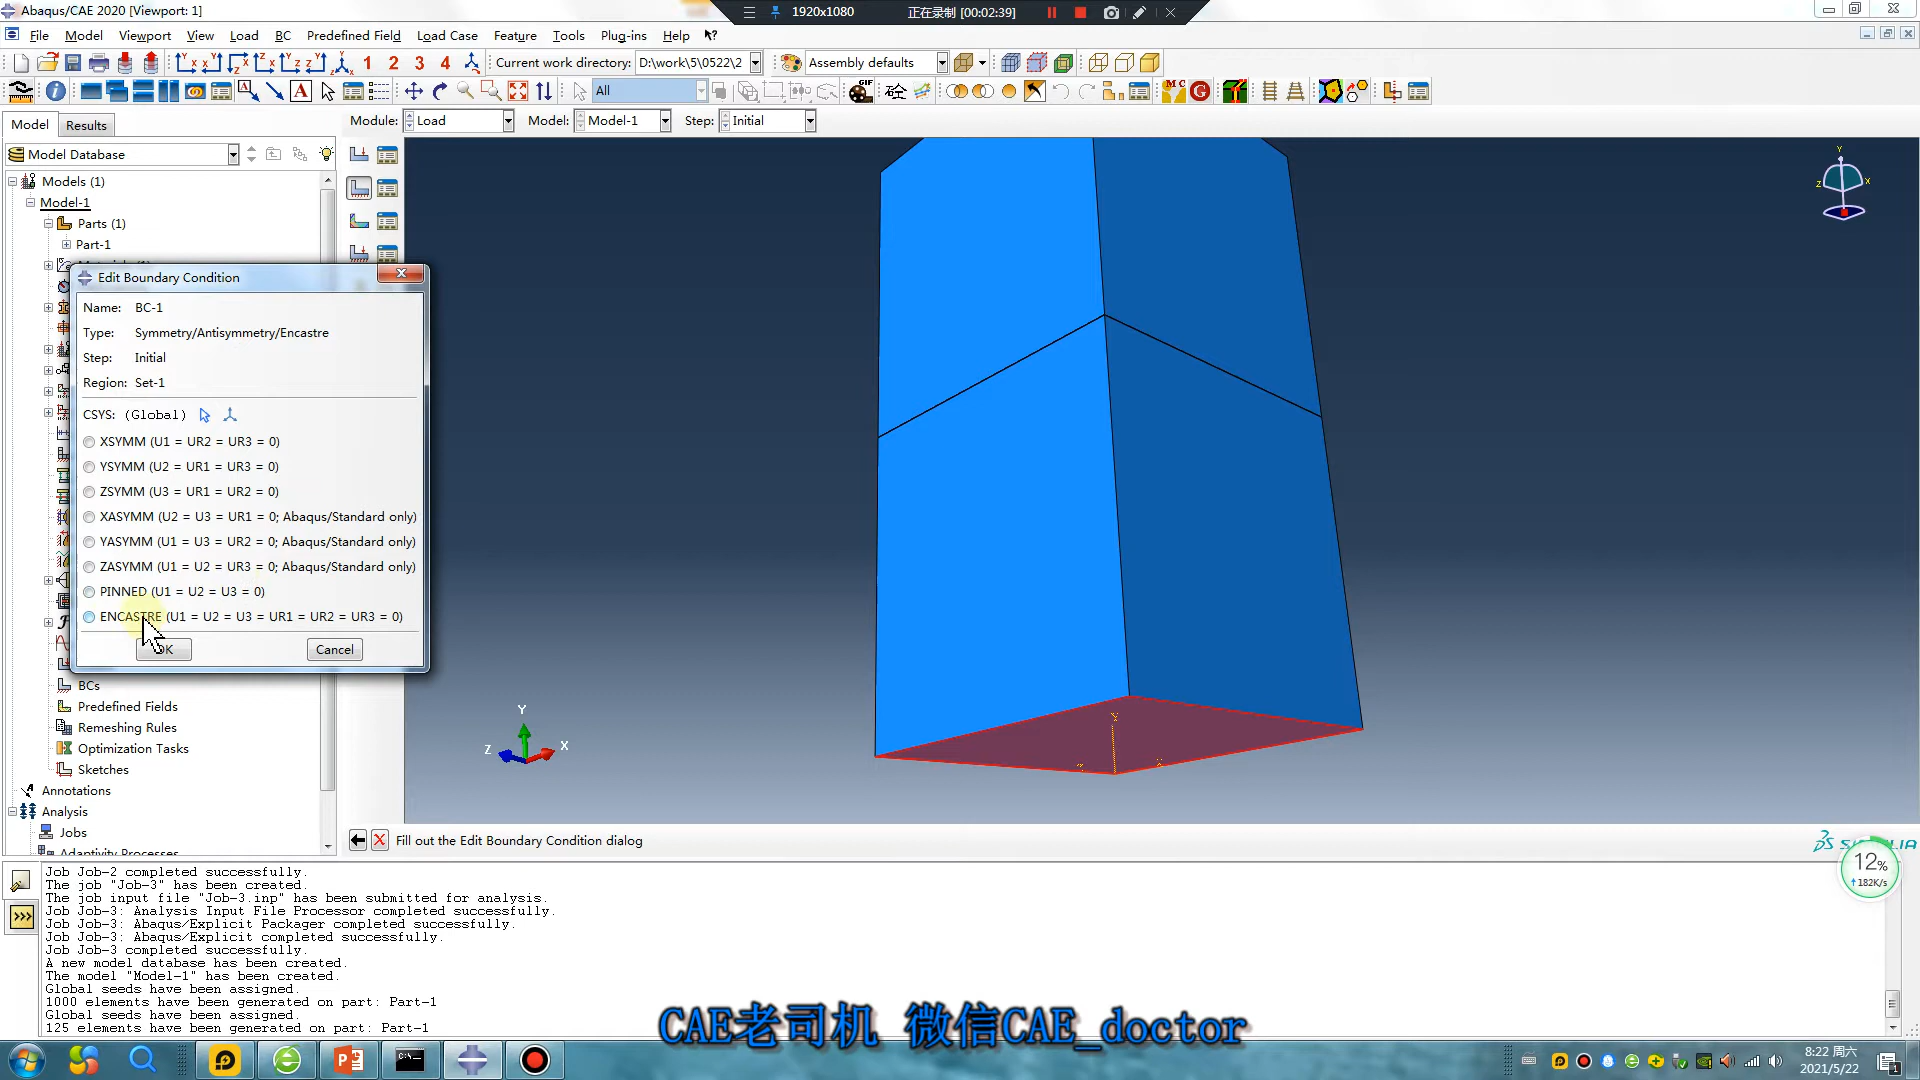 Abaqus/CAE 2020 [Viewport: 1]
1920x1080 正在录制 [00:02:39]
File Model Viewport View Load BC Predefined Field Load Case Feature Tools Plug-ins Help
1 2 3 4 Current work directory: D:\work\5\0522\2 Assembly defaults
All
Model Results
Module: Load Model: Model-1 Step: Initial
Model Database
Models (1)
Model-1
Parts (1)
Part-1
Edit Boundary Condition
Name: BC-1
Type: Symmetry/Antisymmetry/Encastre
Step: Initial
Region: Set-1
CSYS: (Global)
XSYMM (U1 = UR2 = UR3 = 0)
YSYMM (U2 = UR1 = UR3 = 0)
ZSYMM (U3 = UR1 = UR2 = 0)
XASYMM (U2 = U3 = UR1 = 0; Abaqus/Standard only)
YASYMM (U1 = U3 = UR2 = 0; Abaqus/Standard only)
ZASYMM (U1 = U2 = UR3 = 0; Abaqus/Standard only)
PINNED (U1 = U2 = U3 = 0)
ENCASTRE (U1 = U2 = U3 = UR1 = UR2 = UR3 = 0)
OK Cancel
BCs
Predefined Fields
Remeshing Rules
Optimization Tasks
Sketches
Annotations
Analysis
Jobs
Adaptivity Processes
Y
Z X
Y
Z X
Fill out the Edit Boundary Condition dialog
12%
182K/s
Job Job-2 completed successfully.
The job "Job-3" has been created.
The job input file "Job-3.inp" has been submitted for analysis.
Job Job-3: Analysis Input File Processor completed successfully.
Job Job-3: Abaqus/Explicit Packager completed successfully.
Job Job-3: Abaqus/Explicit completed successfully.
Job Job-3 completed successfully.
A new model database has been created.
The model "Model-1" has been created.
Global seeds have been assigned.
1000 elements have been generated on part: Part-1
Global seeds have been assigned.
125 elements have been generated on part: Part-1
CAE老司机 微信CAE_doctor
8:22 周六
2021/5/22